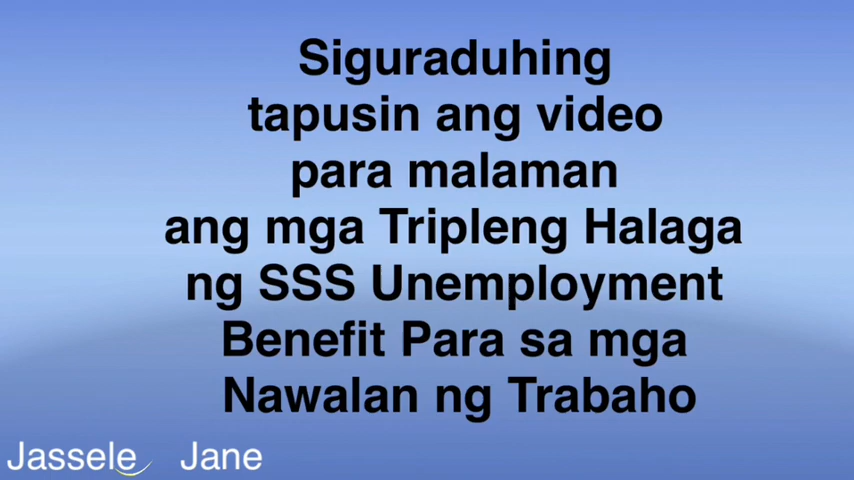 Siguraduhing
tapusin ang video
para malaman
ang mga Tripleng Halaga
ng SSS Unemployment
Benefit Para sa mga
Nawalan ng Trabaho
Jassele Jane